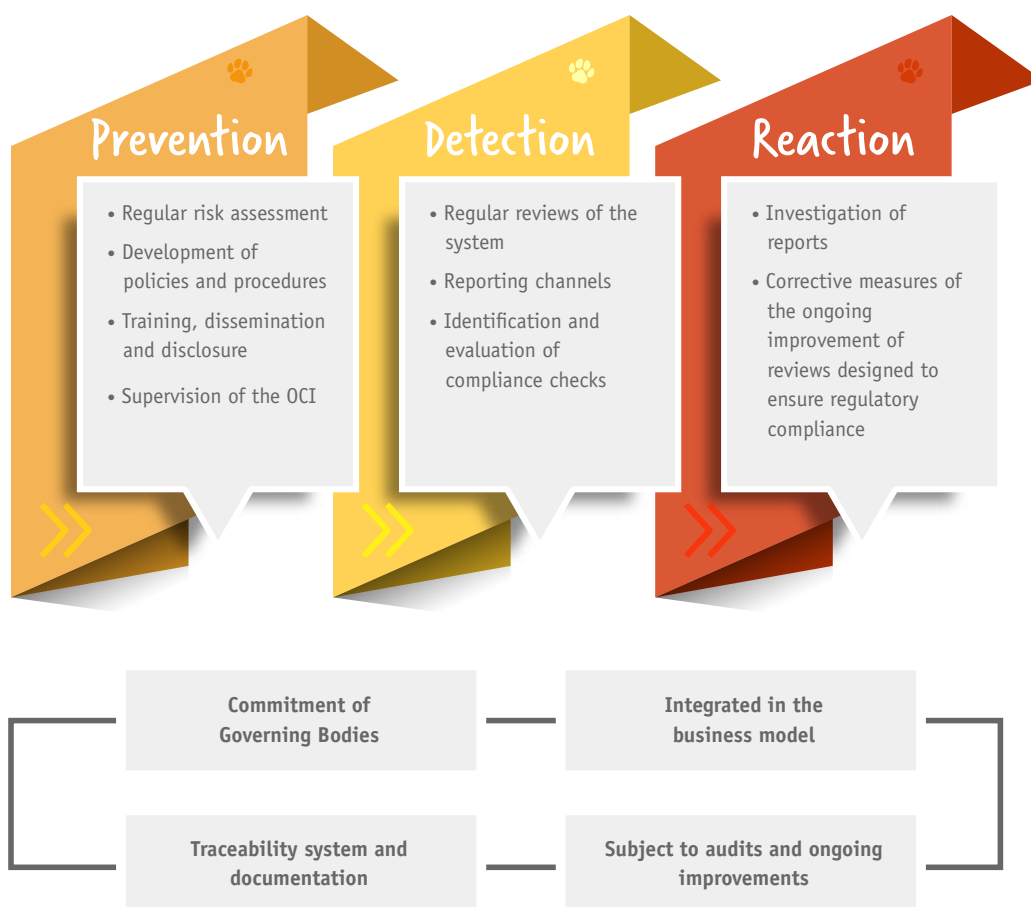 Prevention
• Regular risk assessment
• Development of
policies and procedures
• Training, dissemination
and disclosure
• Supervision of the OCI
Detection
• Regular reviews of the
system
• Reporting channels
• Identification and
evaluation of
compliance checks
Reaction
• Investigation of
reports
• Corrective measures of
the ongoing
improvement of
reviews designed to
ensure regulatory
compliance
Commitment of
Governing Bodies
Integrated in the
business model
Traceability system and
documentation
Subject to audits and ongoing
improvements